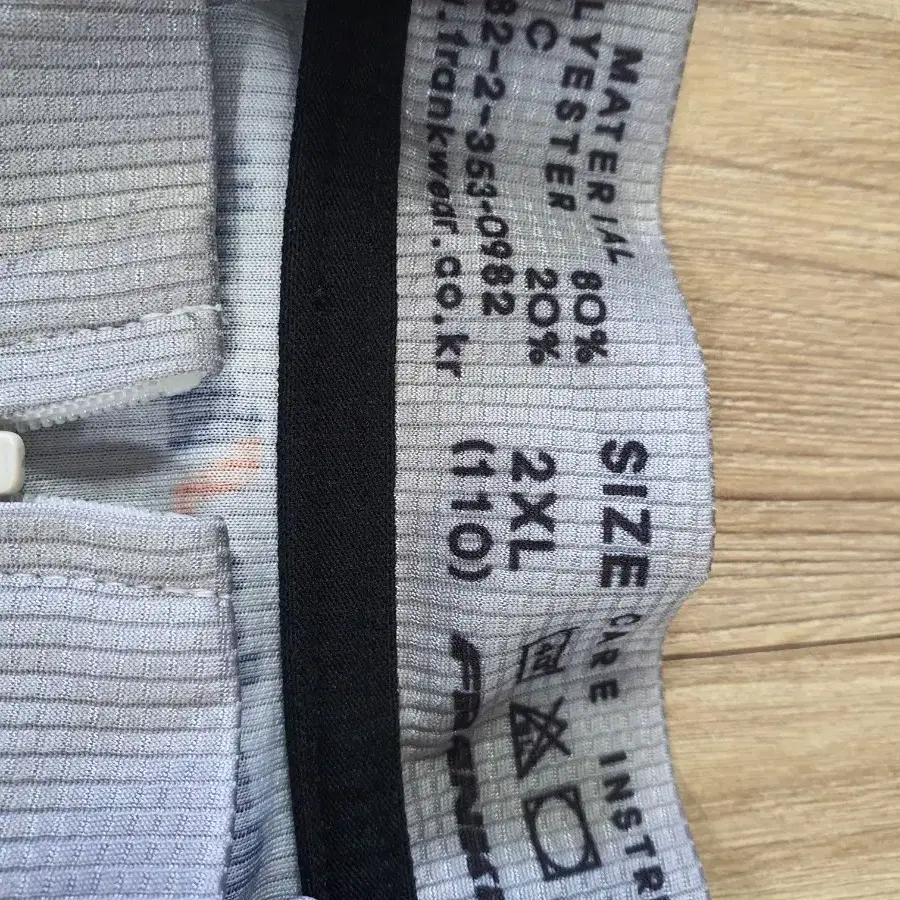 MATERIAL
LYESTER 80%
C 20%
82-2-353-0982
.frankwear.co.kr
SIZE
2XL
(110)
CARE INSTR